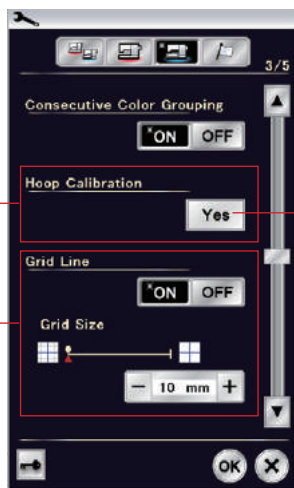 3/5
Consecutive Color Grouping
ON OFF
Hoop Calibration
Yes
Grid Line
ON OFF
Grid Size
− 10 mm +
OK X